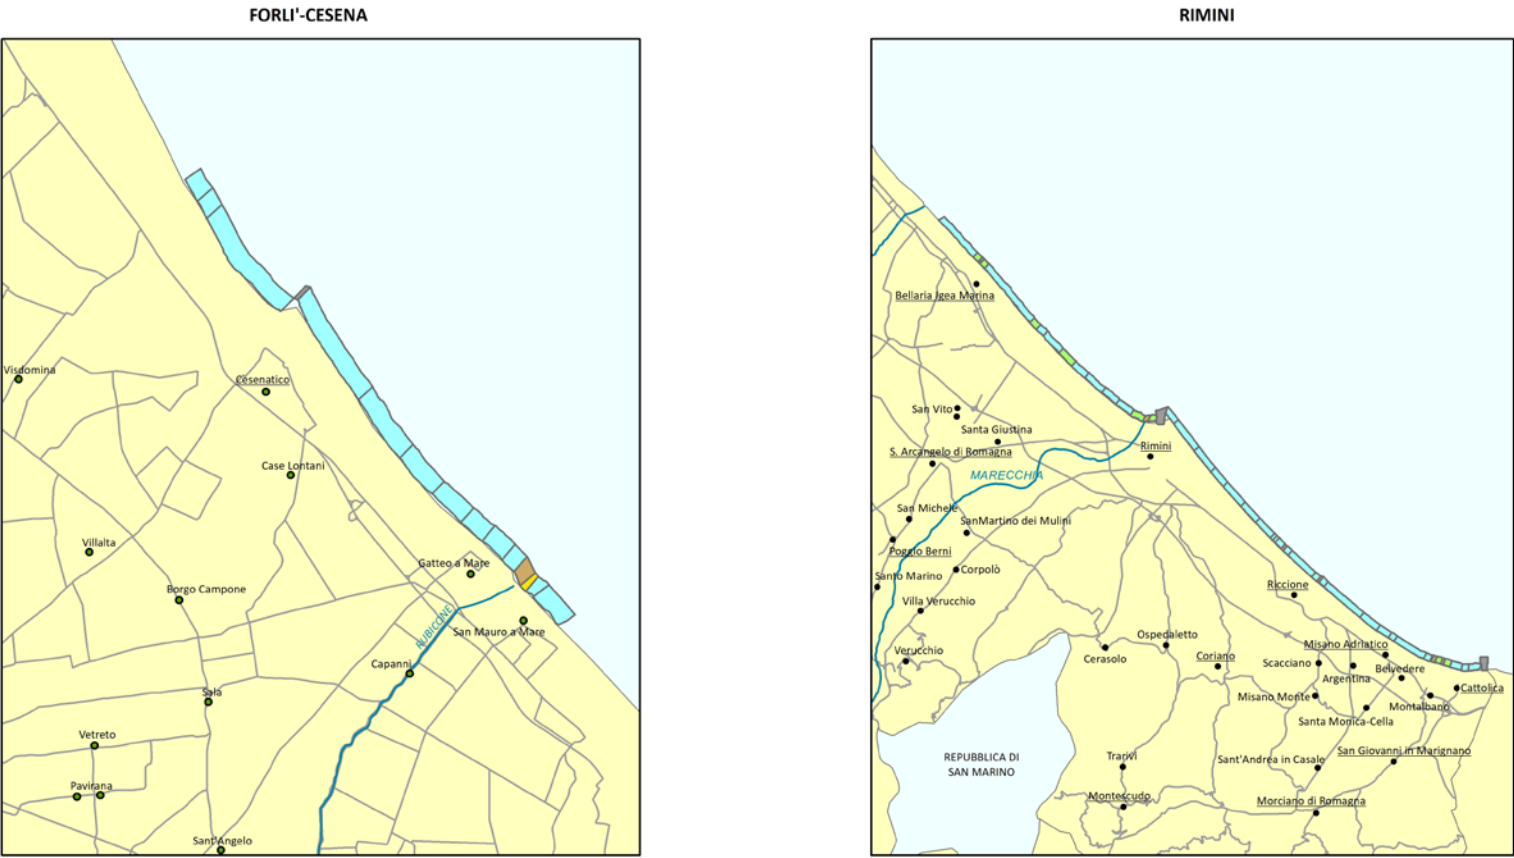 FORLI'-CESENA
Visdomina
Cesenatico
Case Lontani
Villalta
Gatteo a Mare
Borgo Campone
RUBICONE
San Mauro a Mare
Capanni
Sala
Vetreto
Pavirana
Sant'Angelo
RIMINI
Bellaria Igea Marina
San Vito
Santa Giustina
S. Arcangelo di Romagna
Rimini
MARECCHIA
San Michele
SanMartino dei Mulini
Poggio Berni
Santo Marino
Corpolò
Riccione
Villa Verucchio
Ospedaletto
Verucchio
Cerasolo
Coriano
Misano Adriatico
Scacciano
Belvedere
Argentina
Cattolica
Misano Monte
Montalbano
Santa Monica-Cella
REPUBBLICA DI
SAN MARINO
Trarivi
Sant'Andrea in Casale
San Giovanni in Marignano
Montescudo
Morciano di Romagna